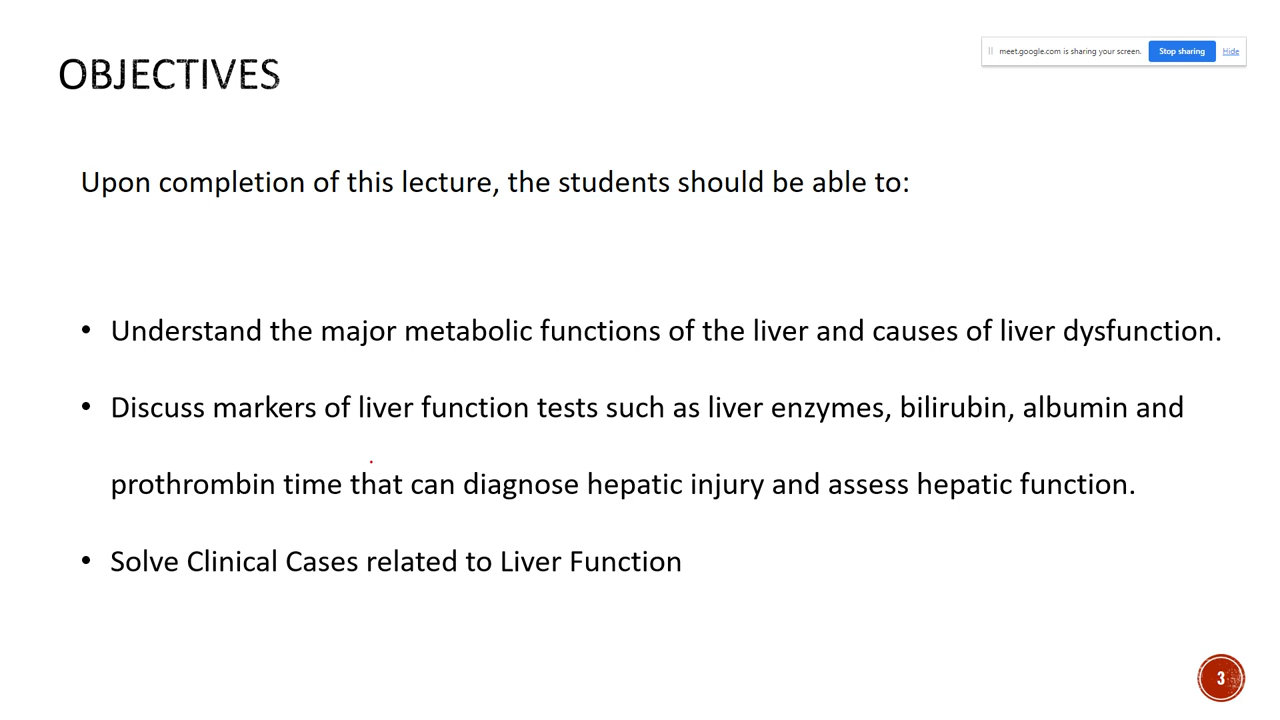 meet.google.com is sharing your screen. Stop sharing Hide
OBJECTIVES
Upon completion of this lecture, the students should be able to:
• Understand the major metabolic functions of the liver and causes of liver dysfunction.
• Discuss markers of liver function tests such as liver enzymes, bilirubin, albumin and
prothrombin time that can diagnose hepatic injury and assess hepatic function.
• Solve Clinical Cases related to Liver Function
3